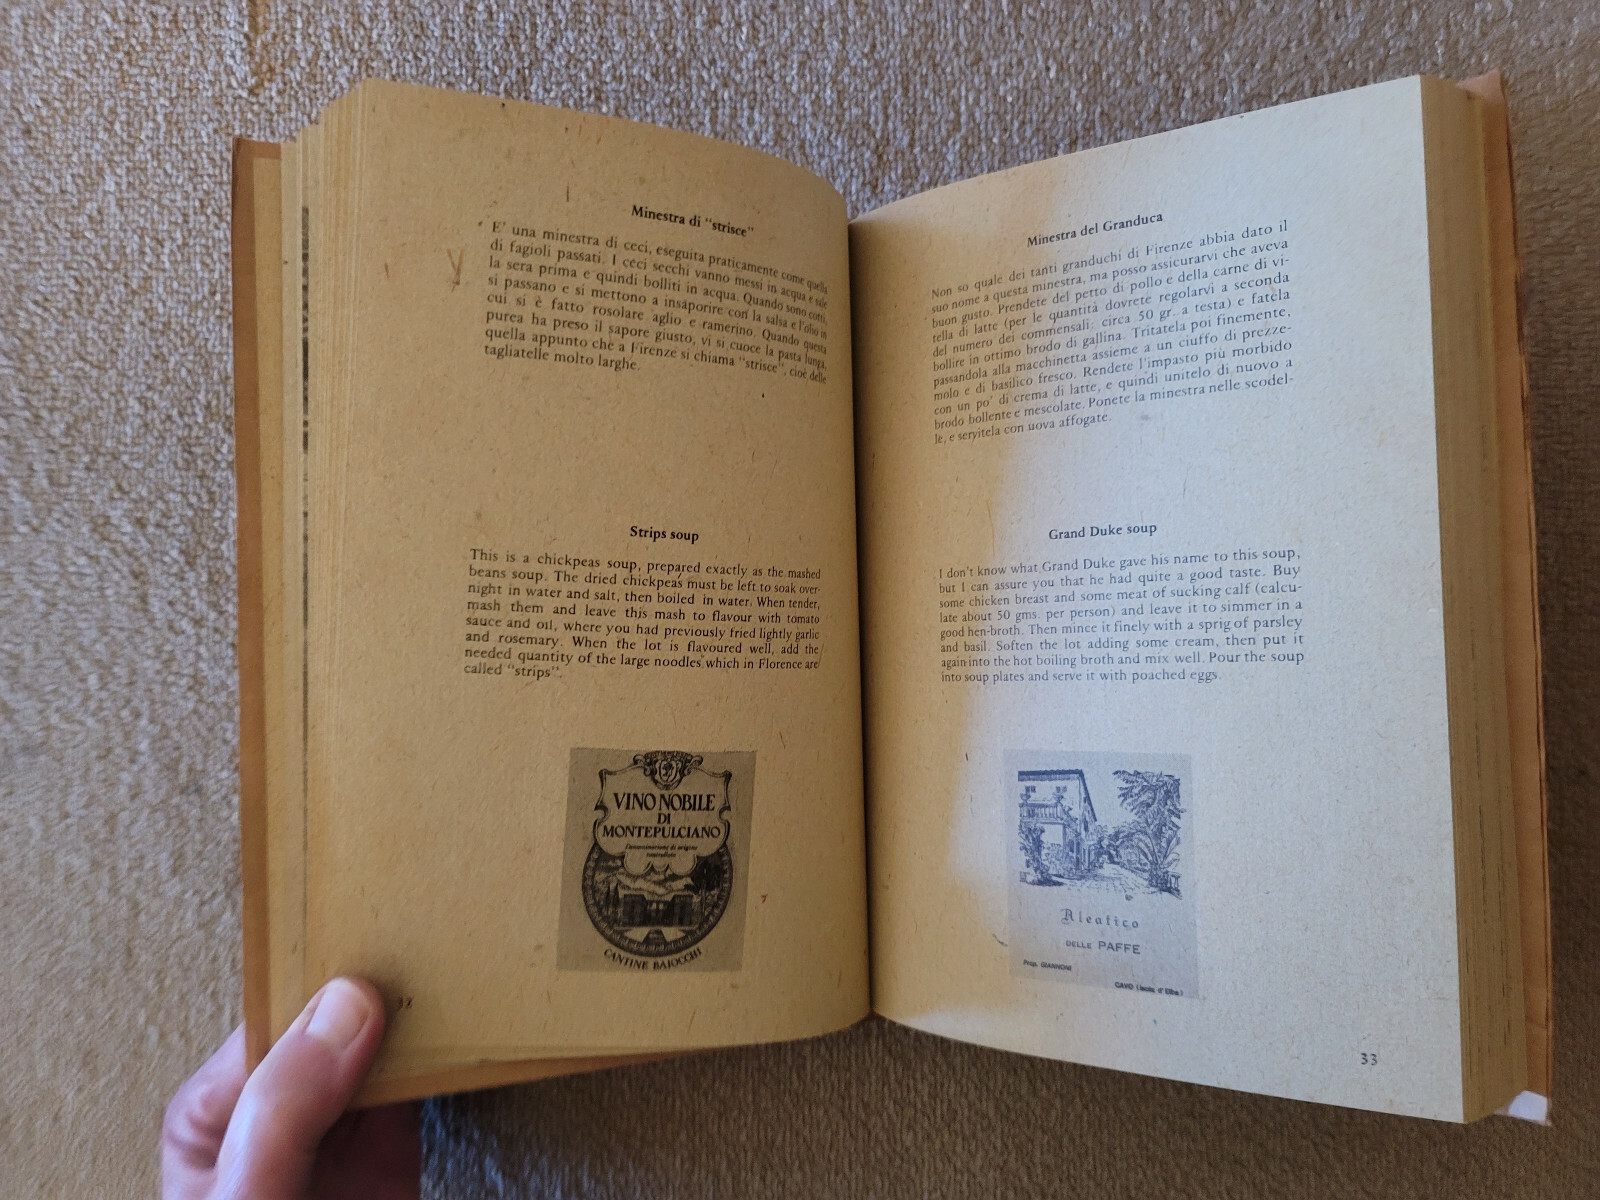 Minestra di "strisce"
E' una minestra di ceci, eseguita praticamente come quella
di fagioli passati. I ceci secchi vanno messi in acqua e sale
la sera prima e quindi bolliti in acqua. Quando sono cotti,
si passano e si mettono a insaporire con la salsa e l'olio in
cui si è fatto rosolare aglio e ramerino. Quando questa
purea ha preso il sapore giusto, vi si cuoce la pasta lunga,
quella appunto che a Firenze si chiama "strisce", cioè delle
tagliatelle molto larghe.
Strips soup
This is a chickpeas soup, prepared exactly as the mashed
beans soup. The dried chickpeas must be left to soak over-
night in water and salt, then boiled in water. When tender,
mash them and leave this mash to flavour with tomato
sauce and oil, where you had previously fried lightly garlic
and rosemary. When the lot is flavoured well, add the
needed quantity of the large noodles which in Florence are
called "strips".
VINO NOBILE
DI
MONTEPULCIANO
Denominazione di origine
controllata
CANTINE BAIOCCHI
32
Minestra del Granduca
Non so quale dei tanti granduchi di Firenze abbia dato il
suo nome a questa minestra, ma posso assicurarvi che aveva
buon gusto. Prendete del petto di pollo e della carne di vi-
tella di latte (per le quantità dovrete regolarvi a seconda
del numero dei commensali: circa 50 gr. a testa) e fatela
bollire in ottimo brodo di gallina. Tritatela poi finemente,
passandola alla macchinetta assieme a un ciuffo di prezze-
molo e di basilico fresco. Rendete l'impasto più morbido
con un po' di crema di latte, e quindi unitelo di nuovo a
brodo bollente e mescolate. Ponete la minestra nelle scodel-
le, e servitela con uova affogate.
Grand Duke soup
I don't know what Grand Duke gave his name to this soup,
but I can assure you that he had quite a good taste. Buy
some chicken breast and some meat of sucking calf (calcu-
late about 50 gms. per person) and leave it to simmer in a
good hen-broth. Then mince it finely with a sprig of parsley
and basil. Soften the lot adding some cream, then put it
again into the hot boiling broth and mix well. Pour the soup
into soup plates and serve it with poached eggs.
Aleatico
DELLE PAFFE
Prop. GIANNONI
CAVO (Isola d'Elba)
33